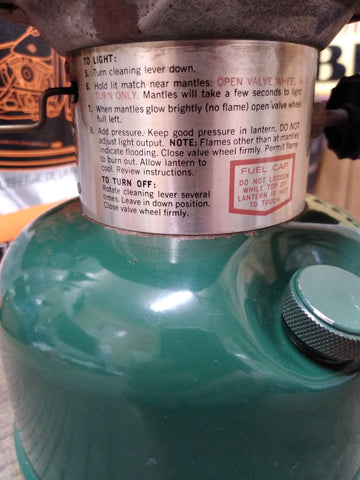 TO LIGHT:
5. Turn cleaning lever down.
6. Hold lit match near mantles: OPEN VALVE WHEEL
TURN ONLY. Mantles will take a few seconds to light.
7. When mantles glow brightly (no flame) open valve wheel
full left.
8. Add pressure. Keep good pressure in lantern. DO NOT
adjust light output. NOTE: Flames other than at mantles
indicate flooding. Close valve wheel firmly. Permit flame
to burn out. Allow lantern to
cool. Review instructions.
TO TURN OFF:
Rotate cleaning lever several
times. Leave in down position.
Close valve wheel firmly.
FUEL CAP
DO NOT LOOSEN
WHILE TOP OF
LANTERN IS HOT
TO TOUCH